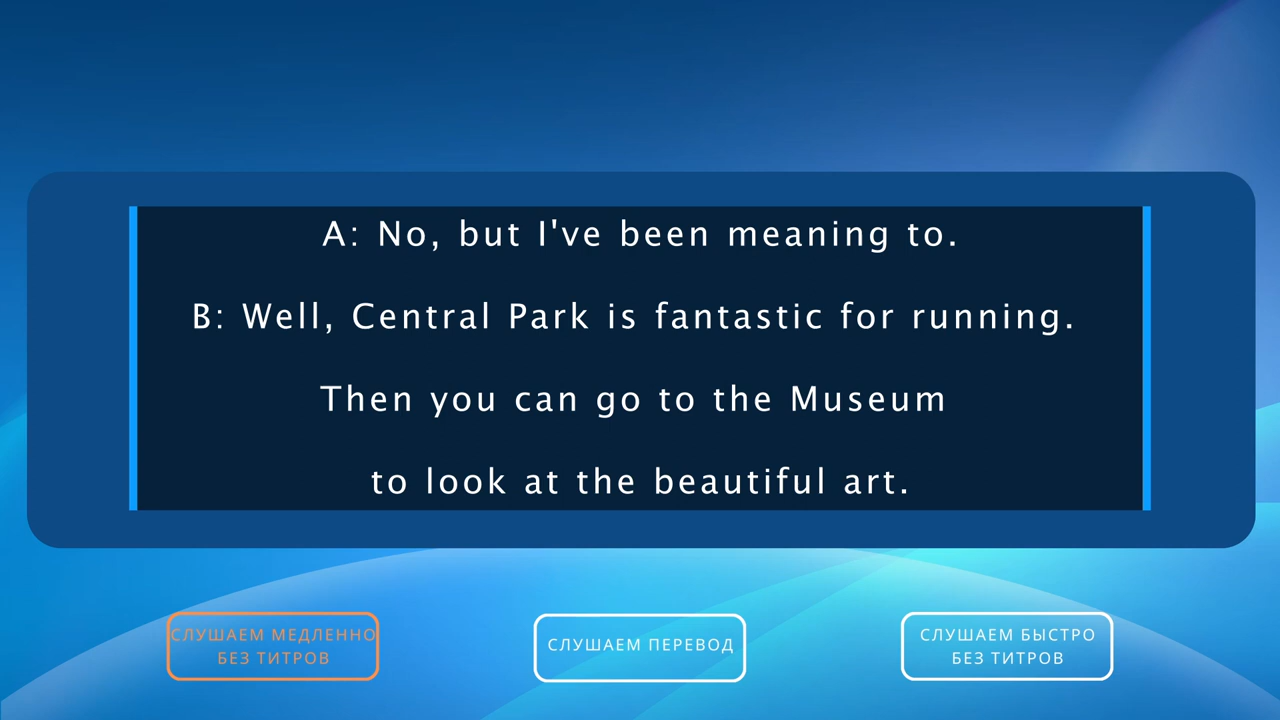 A: No, but I've been meaning to.
B: Well, Central Park is fantastic for running.
Then you can go to the Museum
to look at the beautiful art.
СЛУШАЕМ МЕДЛЕННО
БЕЗ ТИТРОВ
СЛУШАЕМ ПЕРЕВОД
СЛУШАЕМ БЫСТРО
БЕЗ ТИТРОВ